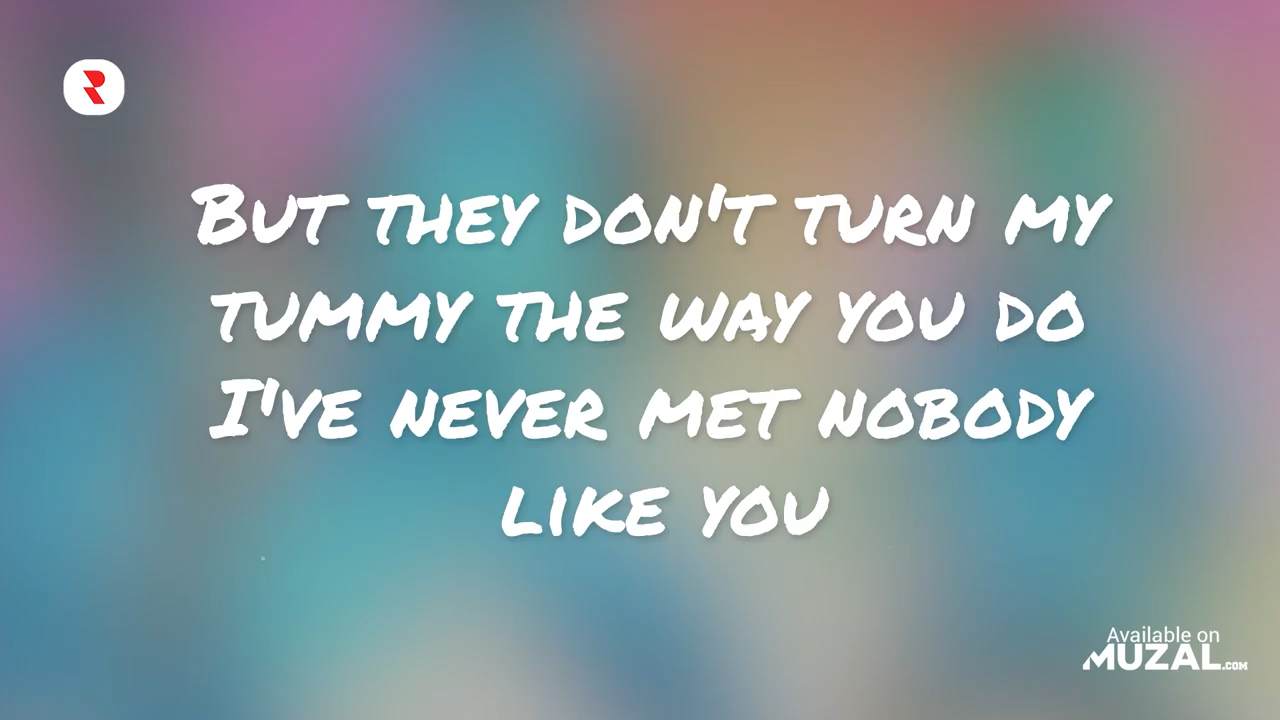 But they don't turn my
tummy the way you do
I've never met nobody
like you
Available on
MUZAL.COM